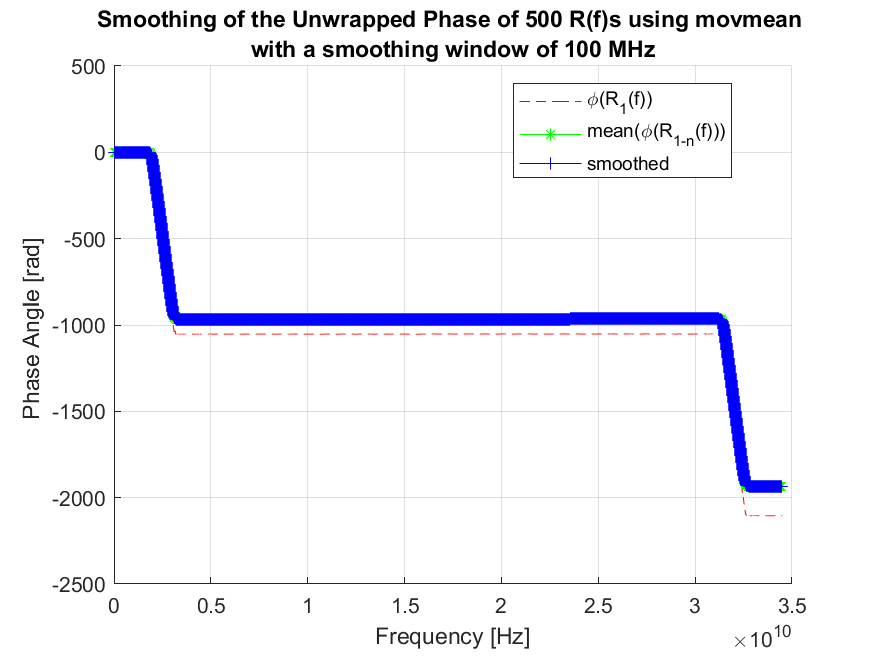 Smoothing of the Unwrapped Phase of 500 R(f)s using movmean
with a smoothing window of 100 MHz
500
0
-500
-1000
-1500
-2000
-2500
Phase Angle [rad]
ϕ(R₁(f))
mean(ϕ(R₁₋ₙ(f)))
smoothed
0 0.5 1 1.5 2 2.5 3 3.5
Frequency [Hz]
×10¹⁰